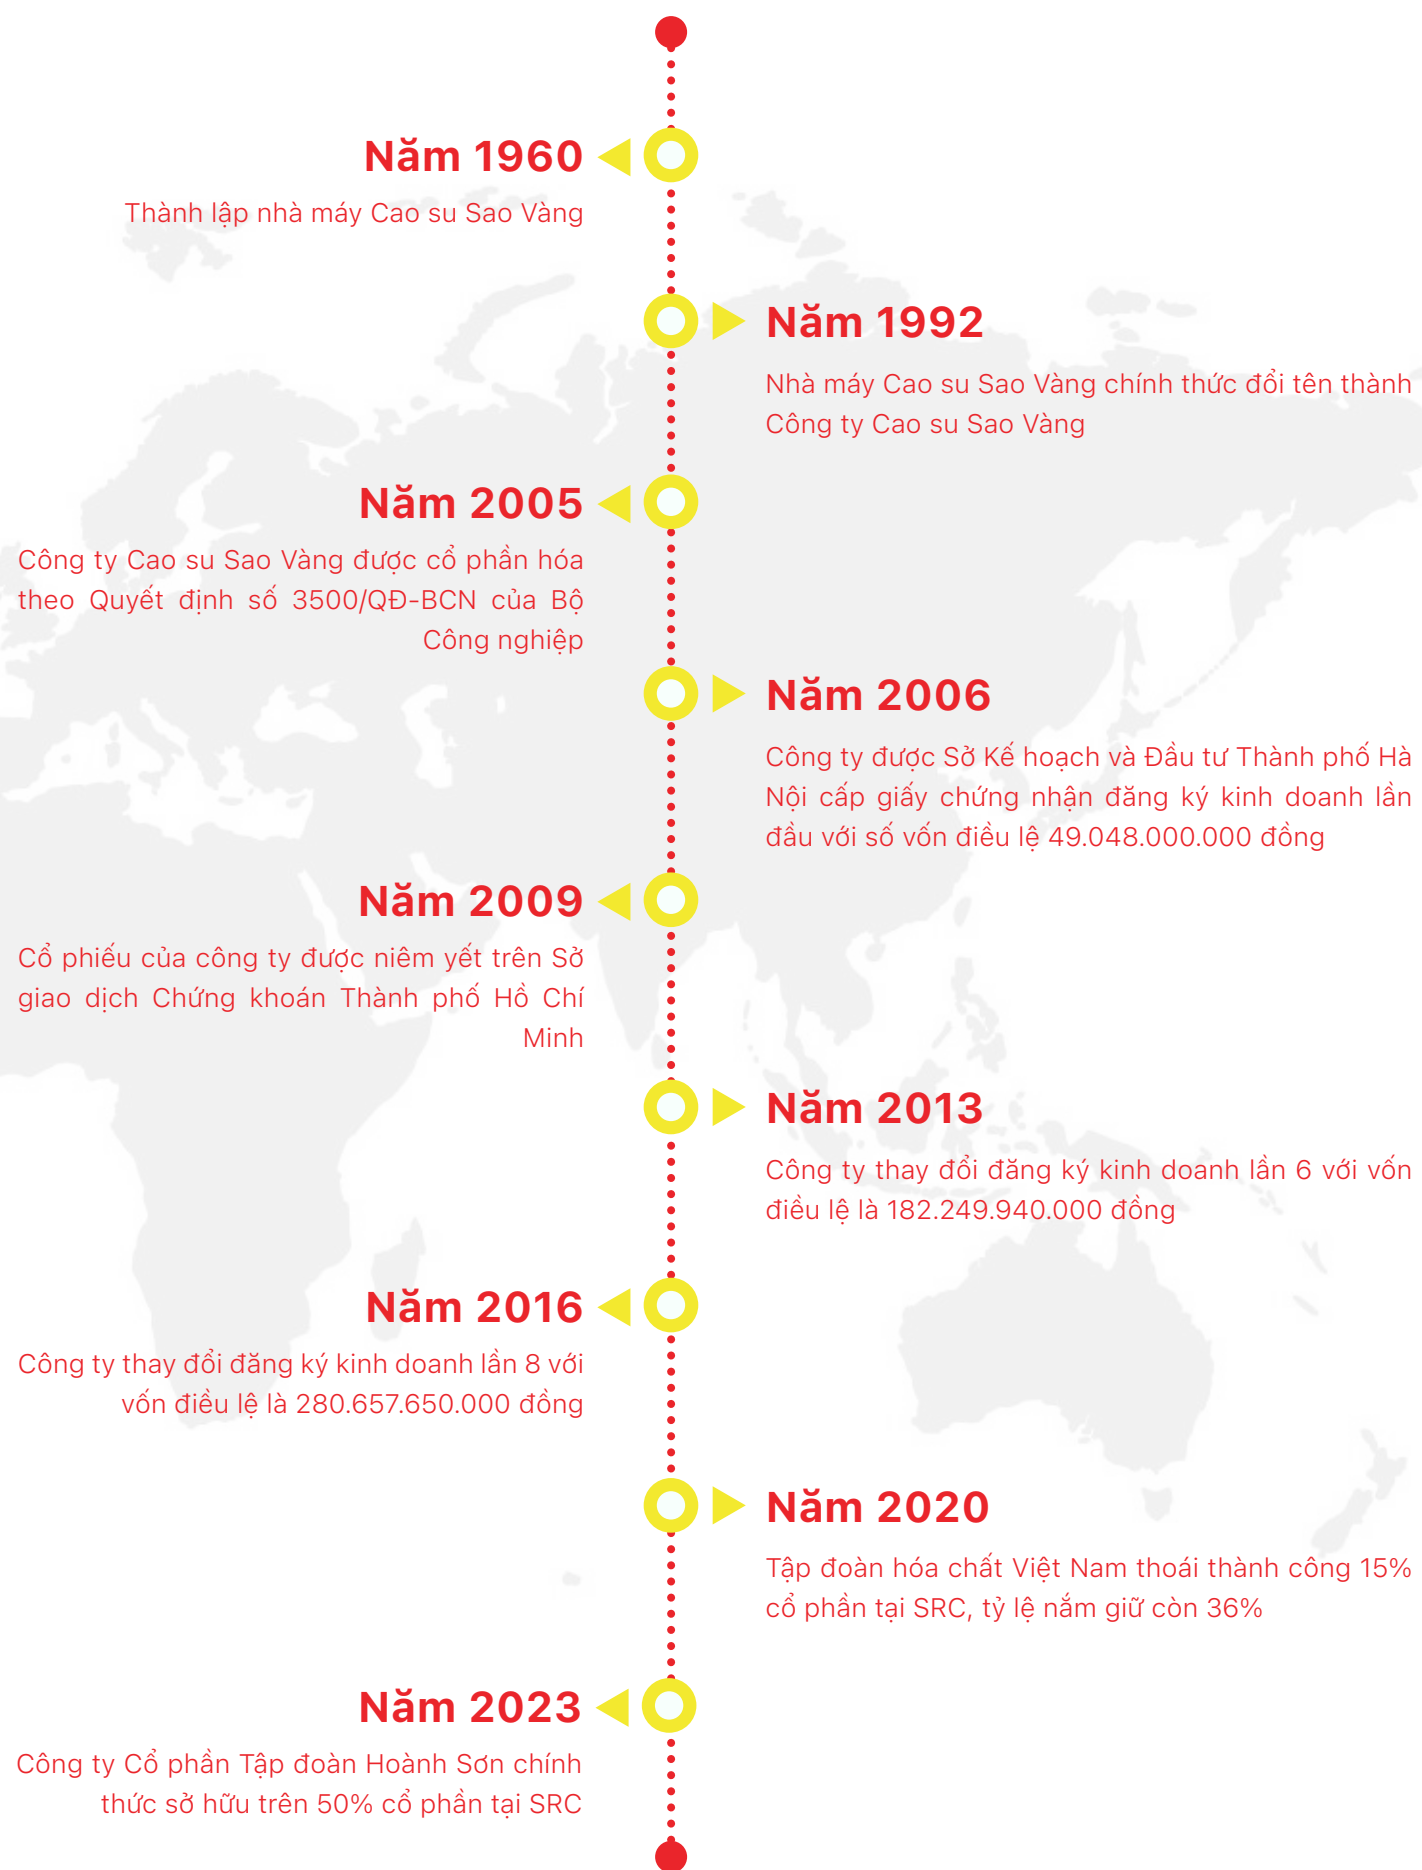 Năm 1960
Thành lập nhà máy Cao su Sao Vàng
Năm 1992
Nhà máy Cao su Sao Vàng chính thức đổi tên thành
Công ty Cao su Sao Vàng
Năm 2005
Công ty Cao su Sao Vàng được cổ phần hóa
theo Quyết định số 3500/QĐ-BCN của Bộ
Công nghiệp
Năm 2006
Công ty được Sở Kế hoạch và Đầu tư Thành phố Hà
Nội cấp giấy chứng nhận đăng ký kinh doanh lần
đầu với số vốn điều lệ 49.048.000.000 đồng
Năm 2009
Cổ phiếu của công ty được niêm yết trên Sở
giao dịch Chứng khoán Thành phố Hồ Chí
Minh
Năm 2013
Công ty thay đổi đăng ký kinh doanh lần 6 với vốn
điều lệ là 182.249.940.000 đồng
Năm 2016
Công ty thay đổi đăng ký kinh doanh lần 8 với
vốn điều lệ là 280.657.650.000 đồng
Năm 2020
Tập đoàn hóa chất Việt Nam thoái thành công 15%
cổ phần tại SRC, tỷ lệ nắm giữ còn 36%
Năm 2023
Công ty Cổ phần Tập đoàn Hoành Sơn chính
thức sở hữu trên 50% cổ phần tại SRC